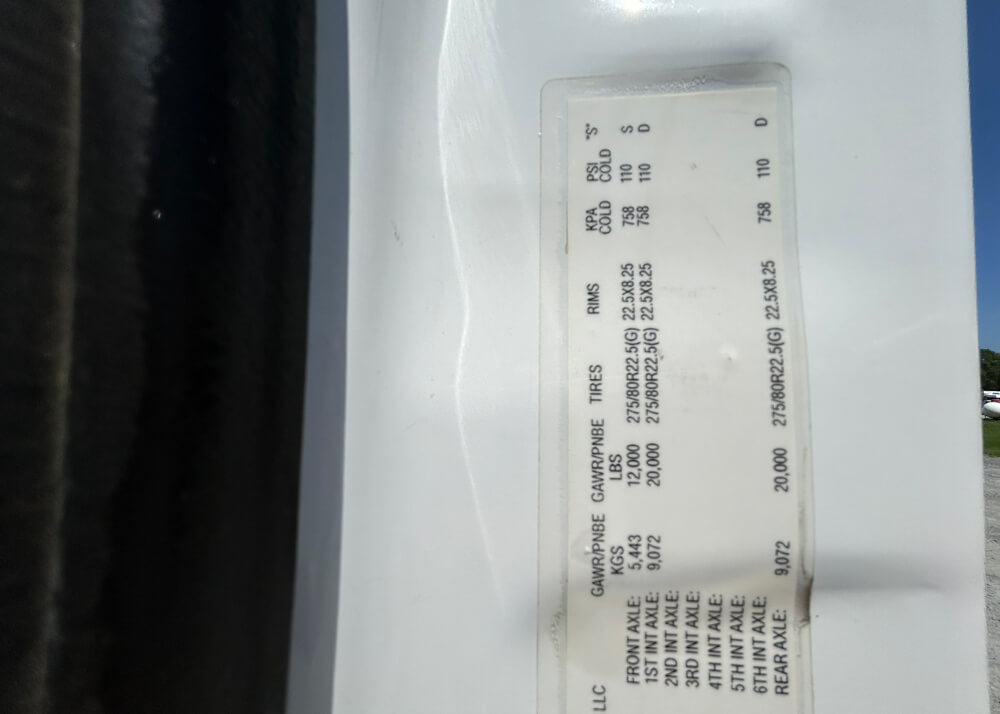 LLC
GAWR/PNBE GAWR/PNBE TIRES RIMS KPA PSI "S"
KGS LBS COLD COLD
FRONT AXLE: 5,443 12,000 275/80R22.5(G) 22.5X8.25 758 110 S
1ST INT AXLE: 9,072 20,000 275/80R22.5(G) 22.5X8.25 758 110 D
2ND INT AXLE:
3RD INT AXLE:
4TH INT AXLE:
5TH INT AXLE:
6TH INT AXLE:
REAR AXLE: 9,072 20,000 275/80R22.5(G) 22.5X8.25 758 110 D